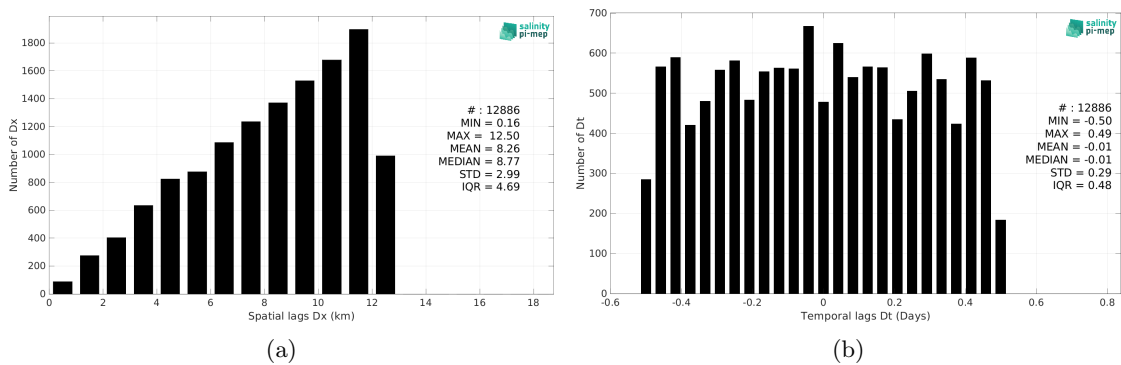 salinity
pi-mep
1800
1600
1400
1200
1000
800
600
400
200
0
Number of Dx
# : 12886
MIN = 0.16
MAX = 12.50
MEAN = 8.26
MEDIAN = 8.77
STD = 2.99
IQR = 4.69
0 2 4 6 8 10 12 14 16 18
Spatial lags Dx (km)
(a)
salinity
pi-mep
700
600
500
400
300
200
100
0
Number of Dt
# : 12886
MIN = -0.50
MAX = 0.49
MEAN = -0.01
MEDIAN = -0.01
STD = 0.29
IQR = 0.48
-0.6 -0.4 -0.2 0 0.2 0.4 0.6 0.8
Temporal lags Dt (Days)
(b)